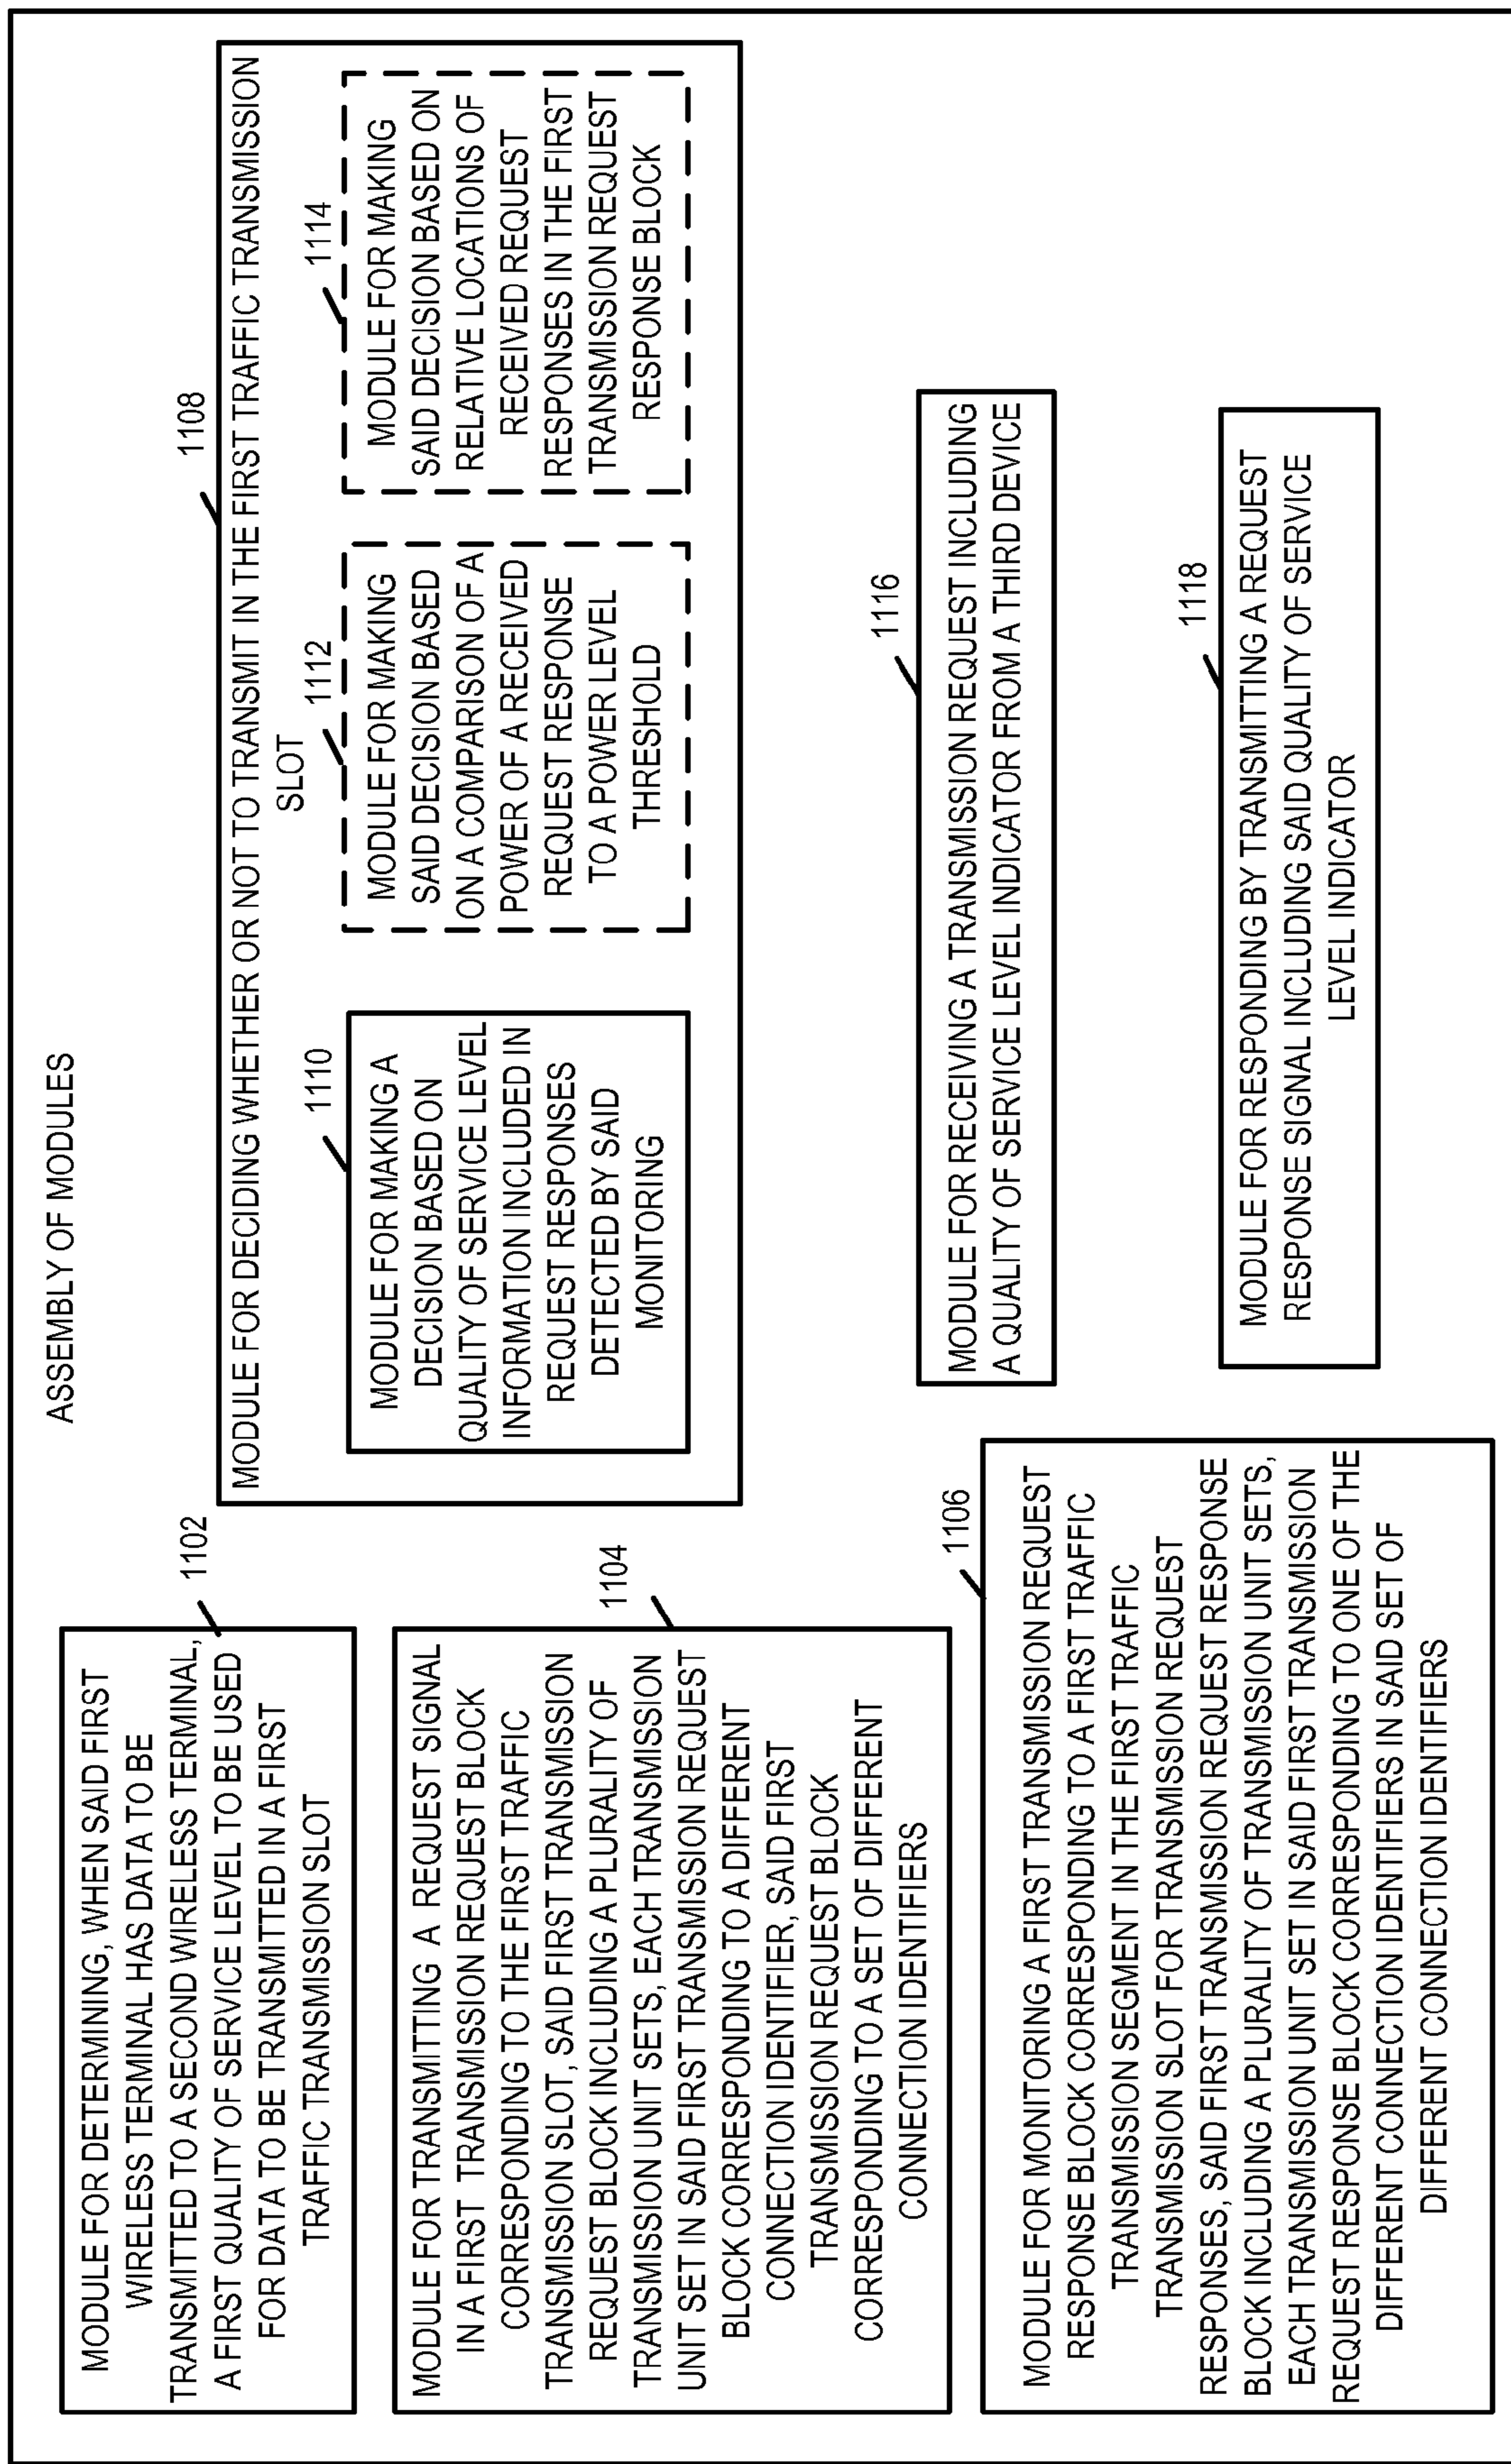 ASSEMBLY OF MODULES
1102
MODULE FOR DETERMINING, WHEN SAID FIRST
WIRELESS TERMINAL HAS DATA TO BE
TRANSMITTED TO A SECOND WIRELESS TERMINAL,
A FIRST QUALITY OF SERVICE LEVEL TO BE USED
FOR DATA TO BE TRANSMITTED IN A FIRST
TRAFFIC TRANSMISSION SLOT
1104
MODULE FOR TRANSMITTING A REQUEST SIGNAL
IN A FIRST TRANSMISSION REQUEST BLOCK
CORRESPONDING TO THE FIRST TRAFFIC
TRANSMISSION SLOT, SAID FIRST TRANSMISSION
REQUEST BLOCK INCLUDING A PLURALITY OF
TRANSMISSION UNIT SETS, EACH TRANSMISSION
UNIT SET IN SAID FIRST TRANSMISSION REQUEST
BLOCK CORRESPONDING TO A DIFFERENT
CONNECTION IDENTIFIER, SAID FIRST
TRANSMISSION REQUEST BLOCK
CORRESPONDING TO A SET OF DIFFERENT
CONNECTION IDENTIFIERS
1106
MODULE FOR MONITORING A FIRST TRANSMISSION REQUEST
RESPONSE BLOCK CORRESPONDING TO A FIRST TRAFFIC
TRANSMISSION SEGMENT IN THE FIRST TRAFFIC
TRANSMISSION SLOT FOR TRANSMISSION REQUEST
RESPONSES, SAID FIRST TRANSMISSION REQUEST RESPONSE
BLOCK INCLUDING A PLURALITY OF TRANSMISSION UNIT SETS,
EACH TRANSMISSION UNIT SET IN SAID FIRST TRANSMISSION
REQUEST RESPONSE BLOCK CORRESPONDING TO ONE OF THE
DIFFERENT CONNECTION IDENTIFIERS IN SAID SET OF
DIFFERENT CONNECTION IDENTIFIERS
1108
MODULE FOR DECIDING WHETHER OR NOT TO TRANSMIT IN THE FIRST TRAFFIC TRANSMISSION
SLOT
1110
MODULE FOR MAKING A
DECISION BASED ON
QUALITY OF SERVICE LEVEL
INFORMATION INCLUDED IN
REQUEST RESPONSES
DETECTED BY SAID
MONITORING
1112
MODULE FOR MAKING
SAID DECISION BASED
ON A COMPARISON OF A
POWER OF A RECEIVED
REQUEST RESPONSE
TO A POWER LEVEL
THRESHOLD
1114
MODULE FOR MAKING
SAID DECISION BASED ON
RELATIVE LOCATIONS OF
RECEIVED REQUEST
RESPONSES IN THE FIRST
TRANSMISSION REQUEST
RESPONSE BLOCK
1116
MODULE FOR RECEIVING A TRANSMISSION REQUEST INCLUDING
A QUALITY OF SERVICE LEVEL INDICATOR FROM A THIRD DEVICE
1118
MODULE FOR RESPONDING BY TRANSMITTING A REQUEST
RESPONSE SIGNAL INCLUDING SAID QUALITY OF SERVICE
LEVEL INDICATOR